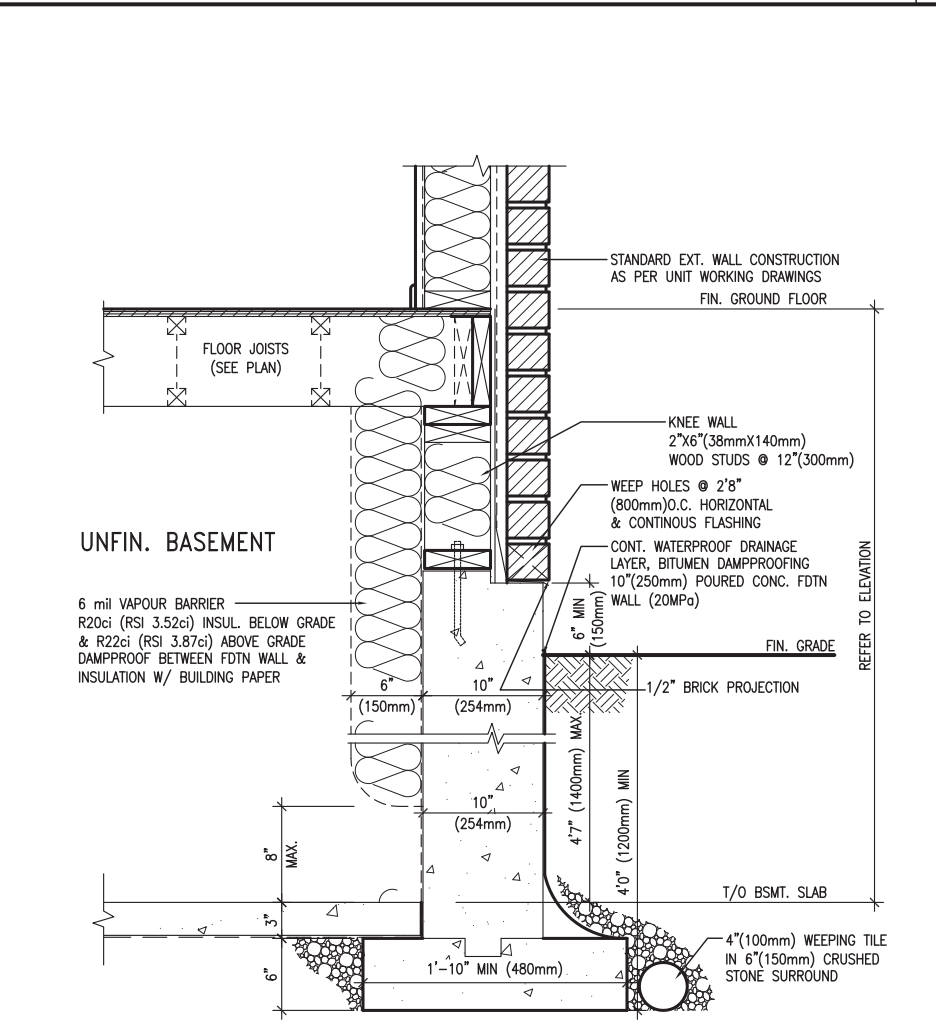 STANDARD EXT. WALL CONSTRUCTION
AS PER UNIT WORKING DRAWINGS
FIN. GROUND FLOOR
FLOOR JOISTS
(SEE PLAN)
KNEE WALL
2"X6"(38mmX140mm)
WOOD STUDS @ 12"(300mm)
WEEP HOLES @ 2'8"
(800mm)O.C. HORIZONTAL
& CONTINOUS FLASHING
UNFIN. BASEMENT
CONT. WATERPROOF DRAINAGE
LAYER, BITUMEN DAMPPROOFING
10"(250mm) POURED CONC. FDTN
WALL (20MPa)
6 mil VAPOUR BARRIER
R20ci (RSI 3.52ci) INSUL. BELOW GRADE
& R22ci (RSI 3.87ci) ABOVE GRADE
DAMPPROOF BETWEEN FDTN WALL &
INSULATION W/ BUILDING PAPER
6" MIN
(150mm)
REFER TO ELEVATION
FIN. GRADE
6"
(150mm)
10"
(254mm)
1/2" BRICK PROJECTION
4'7" (1400mm) MAX.
4'0" (1200mm) MIN
10"
(254mm)
8"
MAX.
T/O BSMT. SLAB
3"
6"
1'-10" MIN (480mm)
4"(100mm) WEEPING TILE
IN 6"(150mm) CRUSHED
STONE SURROUND